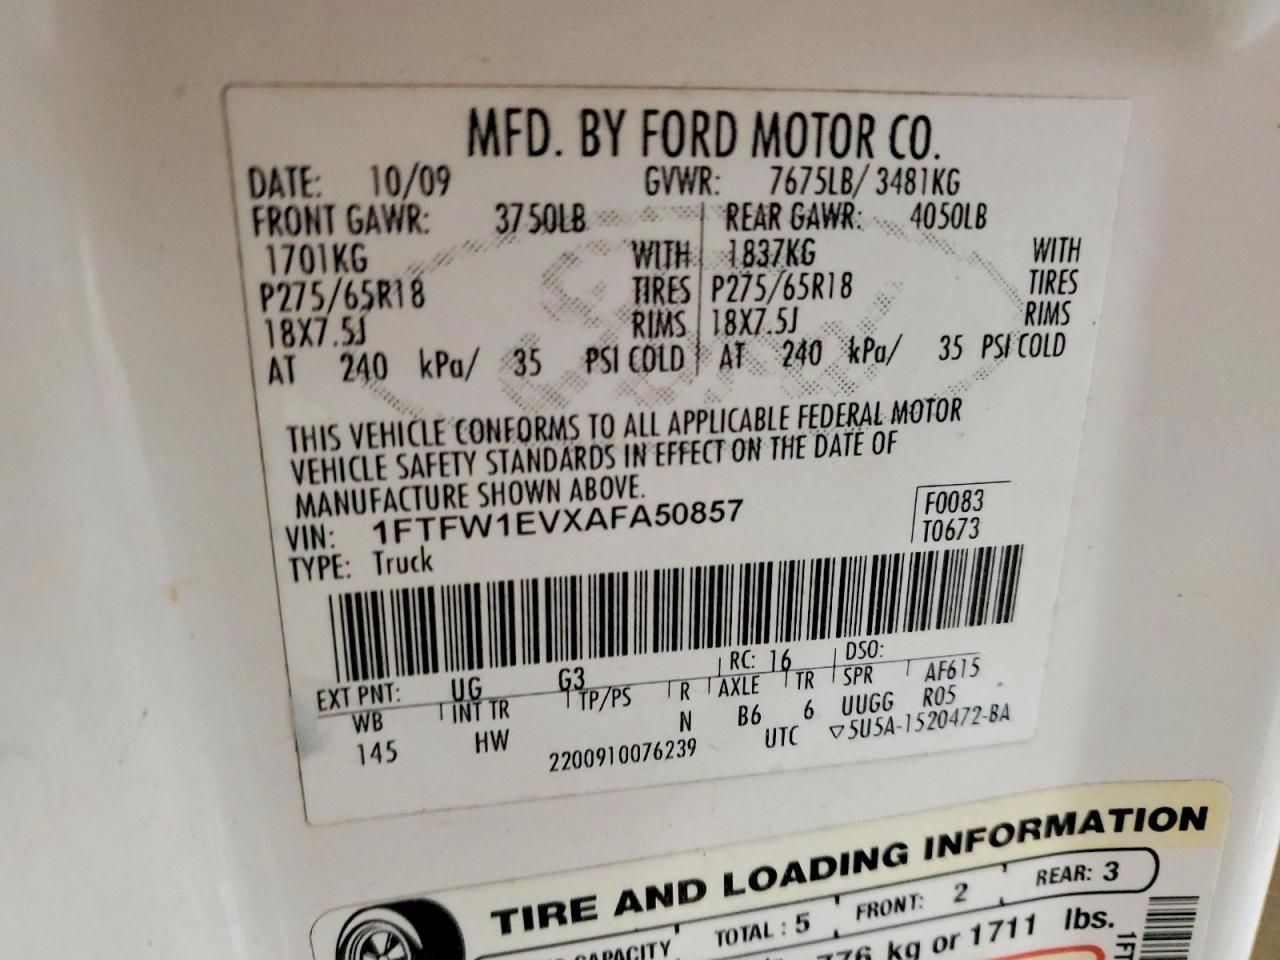 MFD. BY FORD MOTOR CO.
DATE: 10/09 GVWR: 7675LB/ 3481KG
FRONT GAWR: 3750LB REAR GAWR: 4050LB
1701KG WITH 1837KG WITH
P275/65R18 TIRES P275/65R18 TIRES
18X7.5J RIMS 18X7.5J RIMS
AT 240 kPa/ 35 PSI COLD AT 240 kPa/ 35 PSI COLD
THIS VEHICLE CONFORMS TO ALL APPLICABLE FEDERAL MOTOR
VEHICLE SAFETY STANDARDS IN EFFECT ON THE DATE OF
MANUFACTURE SHOWN ABOVE.
VIN: 1FTFW1EVXAFA50857 F0083
TYPE: Truck T0673
EXT PNT: UG G3 RC: 16 DSO:
WB INT TR TP/PS R AXLE TR SPR AF615
145 HW N B6 6 UUGG R05
2200910076239 UTC ▽5U5A-1520472-BA
TIRE AND LOADING INFORMATION
CAPACITY TOTAL : 5 FRONT: 2 REAR: 3
776 kg or 1711 lbs.
1FT